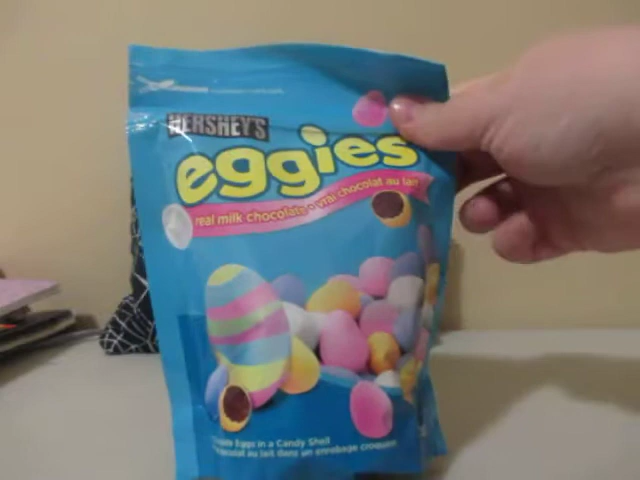 HERSHEY'S
eggies
real milk chocolate • vrai chocolat au lait
Eggs in a Candy Shell
au lait dans un enrobage croquant